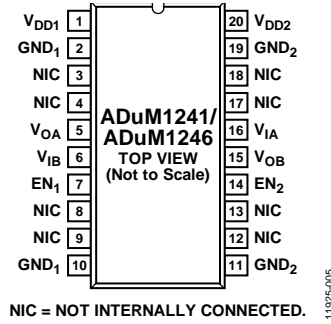 VDD1 1 20 VDD2
GND1 2 19 GND2
NIC 3 18 NIC
NIC 4 17 NIC
VOA 5 16 VIA
VIB 6 15 VOB
EN1 7 14 EN2
NIC 8 13 NIC
NIC 9 12 NIC
GND1 10 11 GND2
ADuM1241/
ADuM1246
TOP VIEW
(Not to Scale)
NIC = NOT INTERNALLY CONNECTED.
11925-005